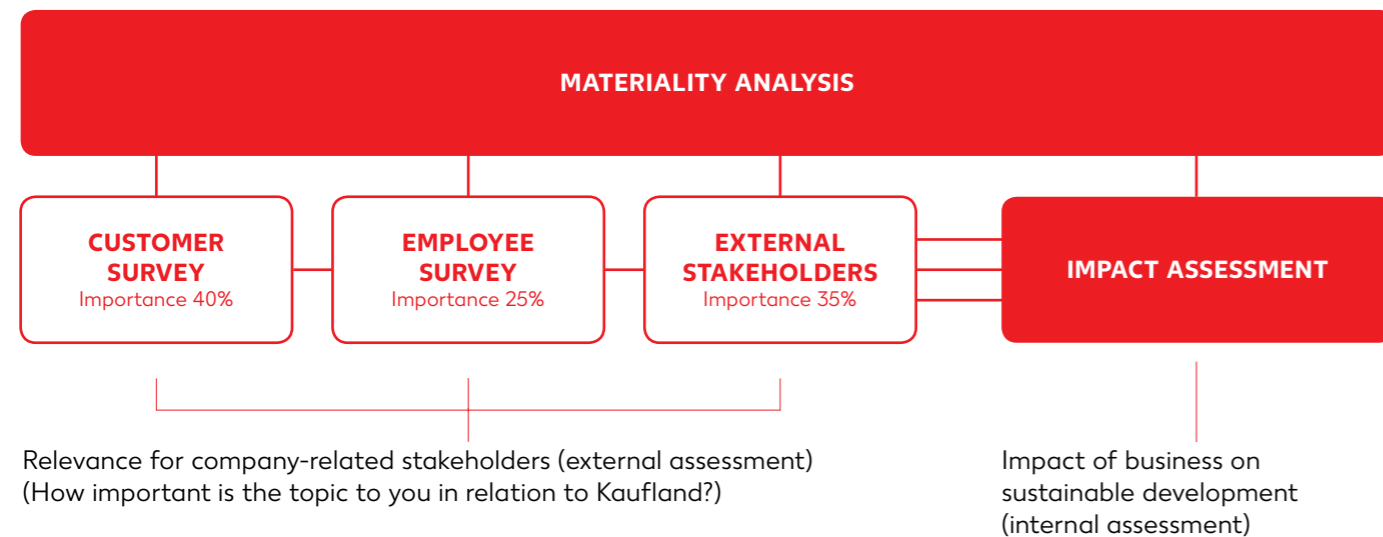 MATERIALITY ANALYSIS
CUSTOMER
SURVEY
Importance 40%
EMPLOYEE
SURVEY
Importance 25%
EXTERNAL
STAKEHOLDERS
Importance 35%
IMPACT ASSESSMENT
Relevance for company-related stakeholders (external assessment)
(How important is the topic to you in relation to Kaufland?)
Impact of business on
sustainable development
(internal assessment)